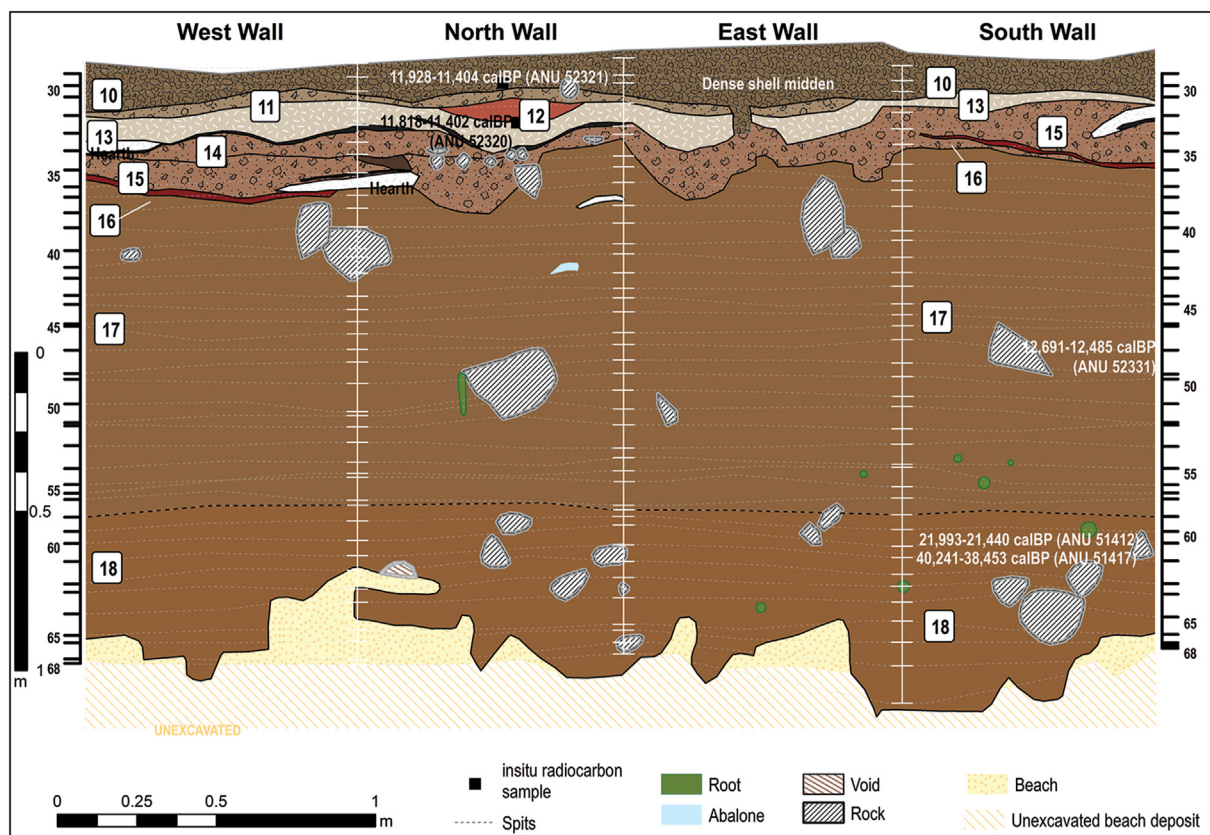 West Wall
North Wall
East Wall
South Wall
30
35
40
45
50
55
60
65
68
0
0.5
1
m
10
11
13
Hearth
14
15
16
17
18
11,928-11,404 calBP (ANU 52321)
12
11,818-11,402 calBP
(ANU 52320)
Hearth
Dense shell midden
10
13
15
16
17
12,691-12,485 calBP
(ANU 52331)
21,993-21,440 calBP (ANU 51412)
40,241-38,453 calBP (ANU 51417)
18
30
35
40
45
50
55
60
65
68
UNEXCAVATED
0
0.25
0.5
1
m
insitu radiocarbon
sample
Spits
Root
Abalone
Void
Rock
Beach
Unexcavated beach deposit